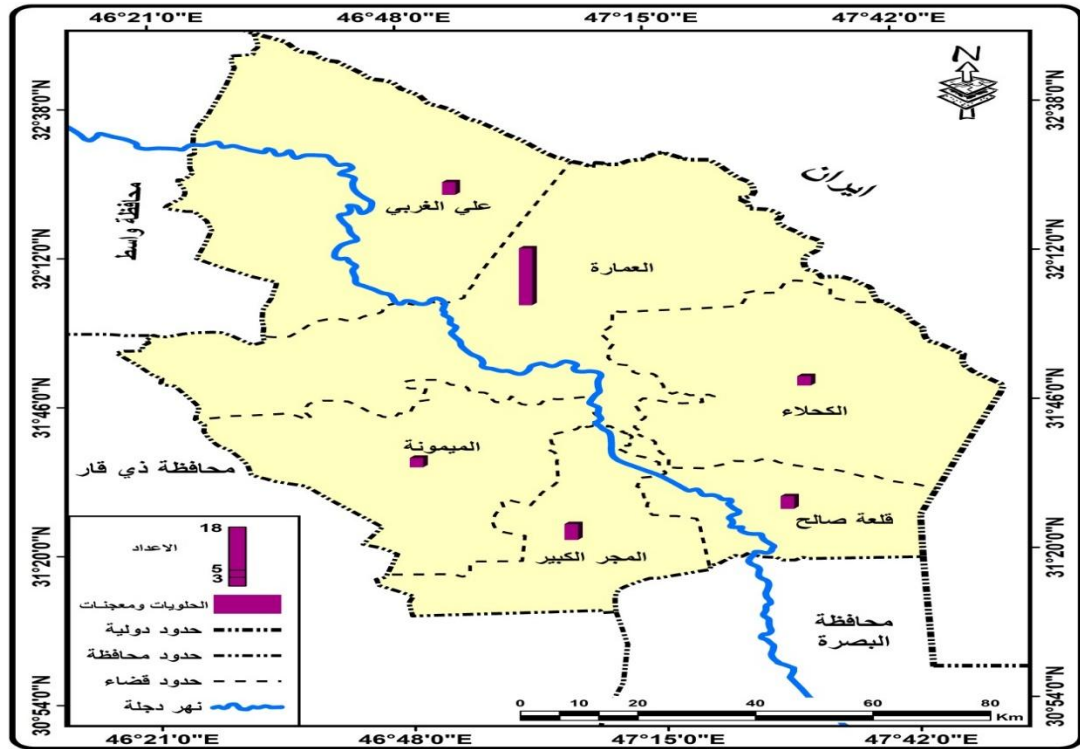 46°21'0"E 46°48'0"E 47°15'0"E 47°42'0"E
32°38'0"N
32°12'0"N
31°46'0"N
31°20'0"N
30°54'0"N
32°38'0"N
32°12'0"N
31°46'0"N
31°20'0"N
30°54'0"N
N
ايران
محافظة واسط
علي الغربي
العمارة
الكحلاء
الميمونة
محافظة ذي قار
قلعة صالح
المجر الكبير
محافظة
البصرة
18
الاعداد
5
3
الحلويات ومعجنات
حدود دولية
حدود محافظة
حدود قضاء
نهر دجلة
0 10 20 40 60 80
Km
46°21'0"E 46°48'0"E 47°15'0"E 47°42'0"E